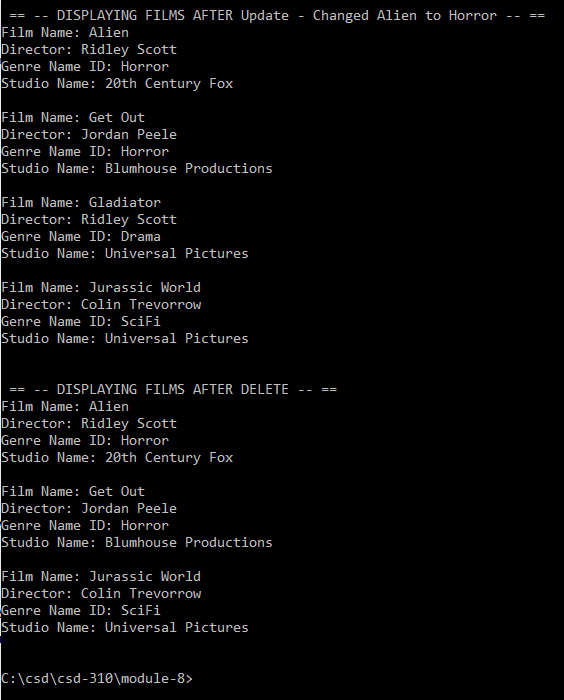 == -- DISPLAYING FILMS AFTER Update - Changed Alien to Horror -- ==
Film Name: Alien
Director: Ridley Scott
Genre Name ID: Horror
Studio Name: 20th Century Fox
Film Name: Get Out
Director: Jordan Peele
Genre Name ID: Horror
Studio Name: Blumhouse Productions
Film Name: Gladiator
Director: Ridley Scott
Genre Name ID: Drama
Studio Name: Universal Pictures
Film Name: Jurassic World
Director: Colin Trevorrow
Genre Name ID: SciFi
Studio Name: Universal Pictures
== -- DISPLAYING FILMS AFTER DELETE -- ==
Film Name: Alien
Director: Ridley Scott
Genre Name ID: Horror
Studio Name: 20th Century Fox
Film Name: Get Out
Director: Jordan Peele
Genre Name ID: Horror
Studio Name: Blumhouse Productions
Film Name: Jurassic World
Director: Colin Trevorrow
Genre Name ID: SciFi
Studio Name: Universal Pictures
C:\csd\csd-310\module-8>